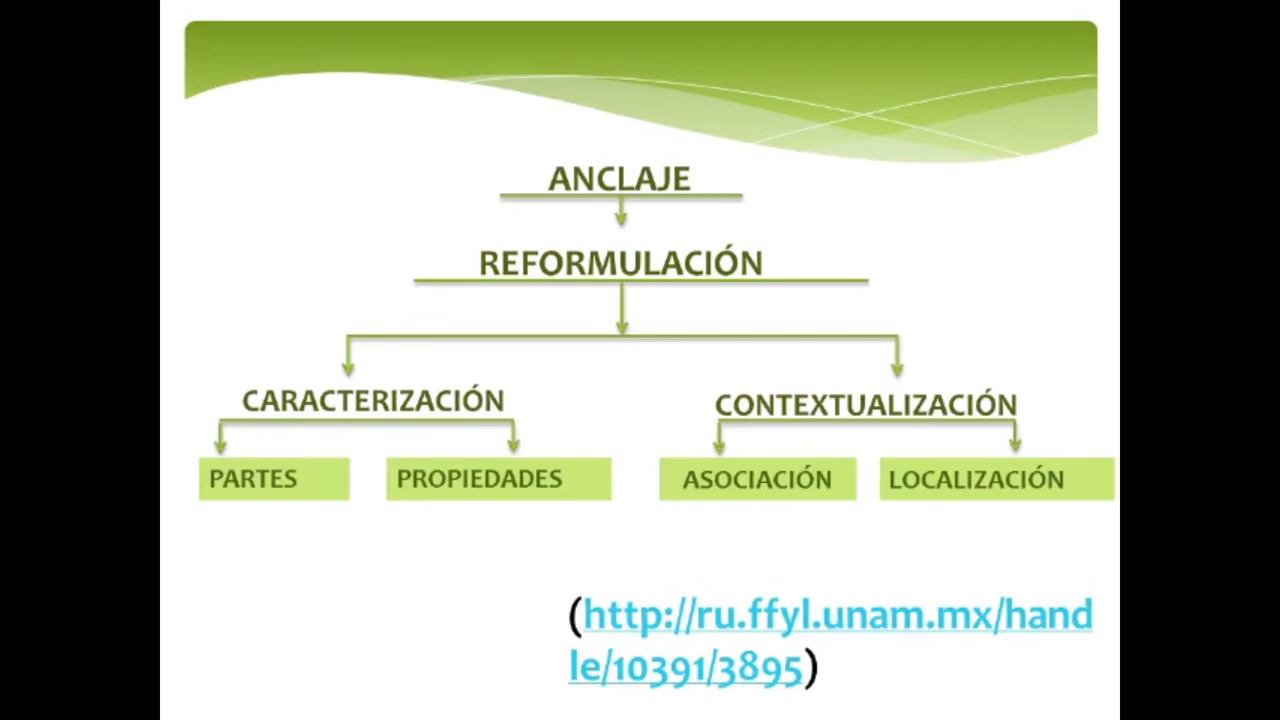 ANCLAJE
REFORMULACIÓN
CARACTERIZACIÓN
CONTEXTUALIZACIÓN
PARTES
PROPIEDADES
ASOCIACIÓN
LOCALIZACIÓN
(http://ru.ffyl.unam.mx/hand
le/10391/3895)